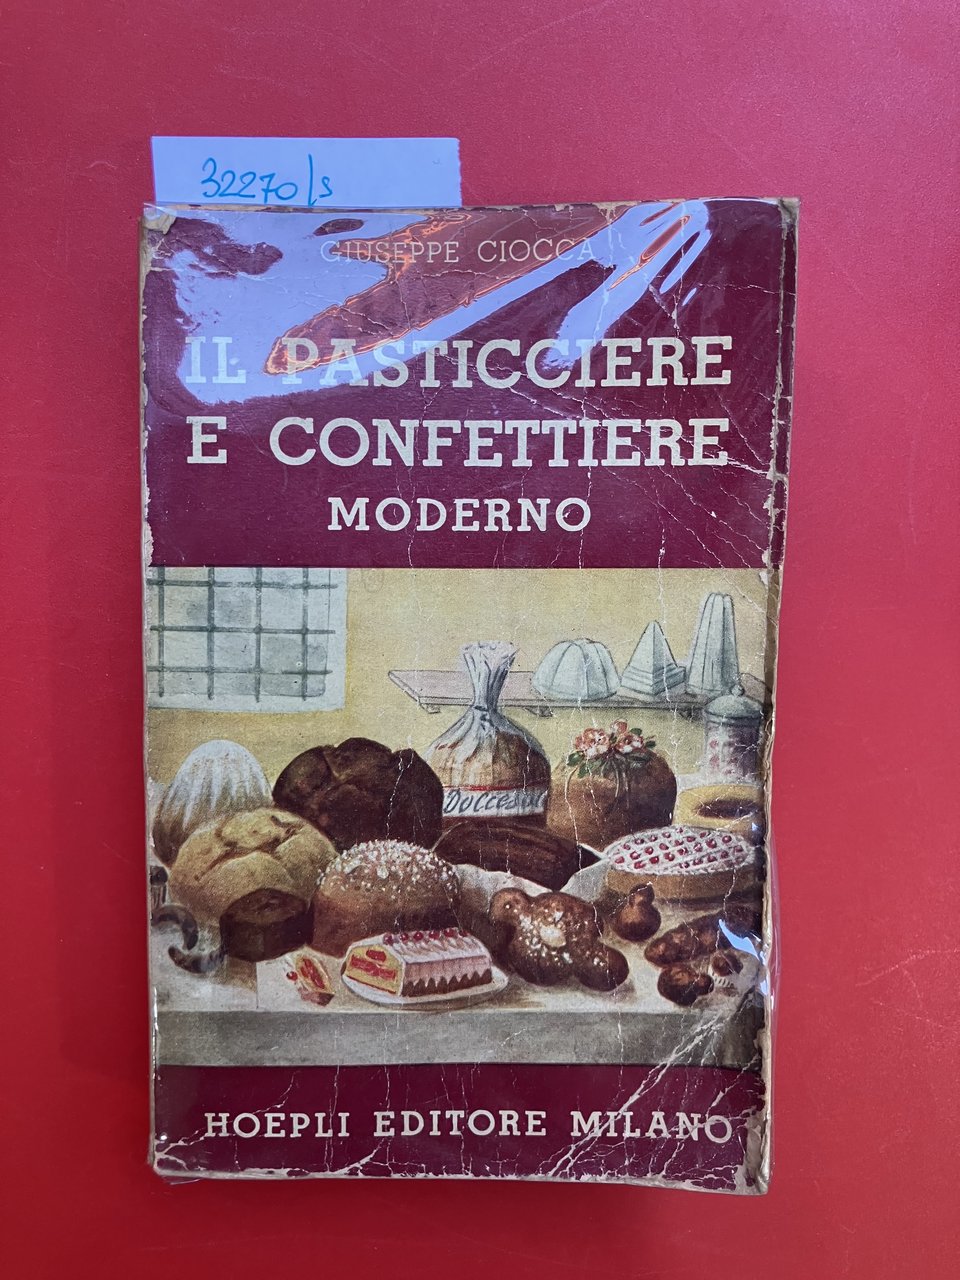 32270/s
GIUSEPPE CIOCCA
IL PASTICCIERE
E CONFETTIERE
MODERNO
HOEPLI EDITORE MILANO